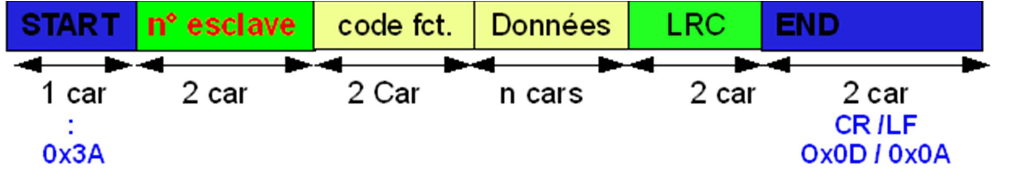 START n° esclave code fct. Données LRC END
1 car 2 car 2 Car n cars 2 car 2 car
: CR /LF
0x3A Ox0D / 0x0A